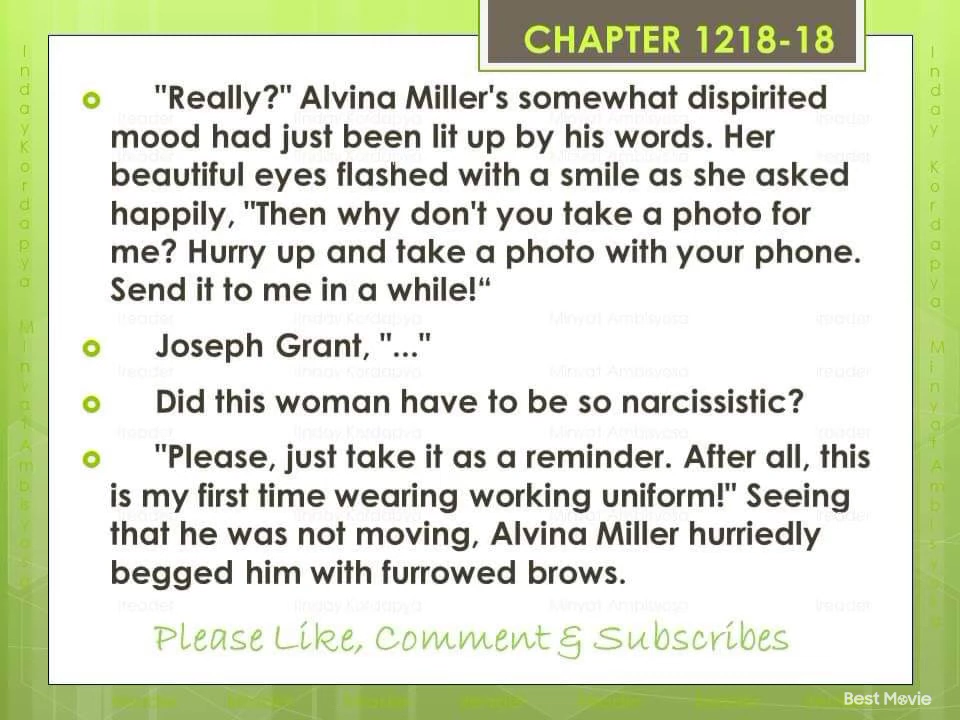 CHAPTER 1218-18
"Really?" Alvina Miller's somewhat dispirited
mood had just been lit up by his words. Her
beautiful eyes flashed with a smile as she asked
happily, "Then why don't you take a photo for
me? Hurry up and take a photo with your phone.
Send it to me in a while!“
Joseph Grant, "..."
Did this woman have to be so narcissistic?
"Please, just take it as a reminder. After all, this
is my first time wearing working uniform!" Seeing
that he was not moving, Alvina Miller hurriedly
begged him with furrowed brows.
Please Like, Comment & Subscribes
Best Movie